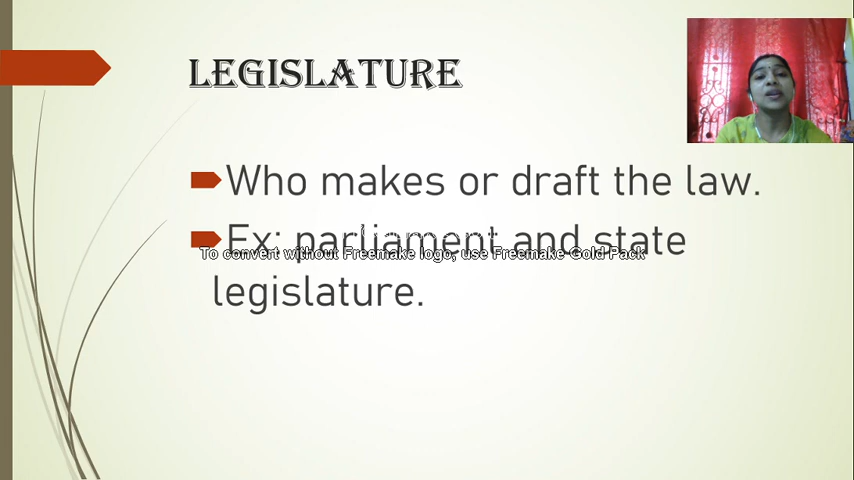 LEGISLATURE
Who makes or draft the law.
Ex: parliament and state
To convert without Freemake logo, use Freemake Gold Pack
legislature.